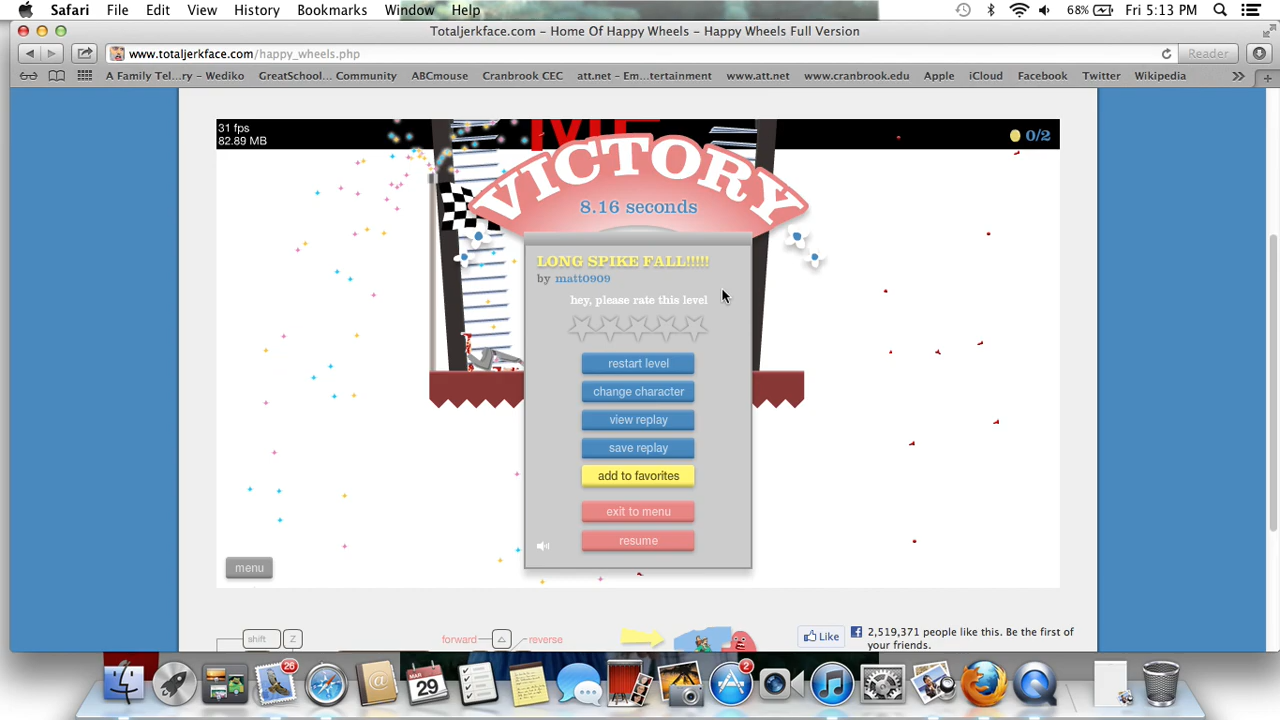 Safari File Edit View History Bookmarks Window Help 68% Fri 5:13 PM
Totaljerkface.com – Home Of Happy Wheels – Happy Wheels Full Version
www.totaljerkface.com/happy_wheels.php Reader
A Family Tel...ry – Wediko GreatSchool... Community ABCmouse Cranbrook CEC att.net – Em...tertainment www.att.net www.cranbrook.edu Apple iCloud Facebook Twitter Wikipedia
31 fps
82.89 MB
0/2
ME
VICTORY
8.16 seconds
LONG SPIKE FALL!!!!!
by matt0909
hey, please rate this level
restart level
change character
view replay
save replay
add to favorites
exit to menu
resume
menu
shift Z forward reverse
Like 2,519,371 people like this. Be the first of your friends.
26 MAR 29 2